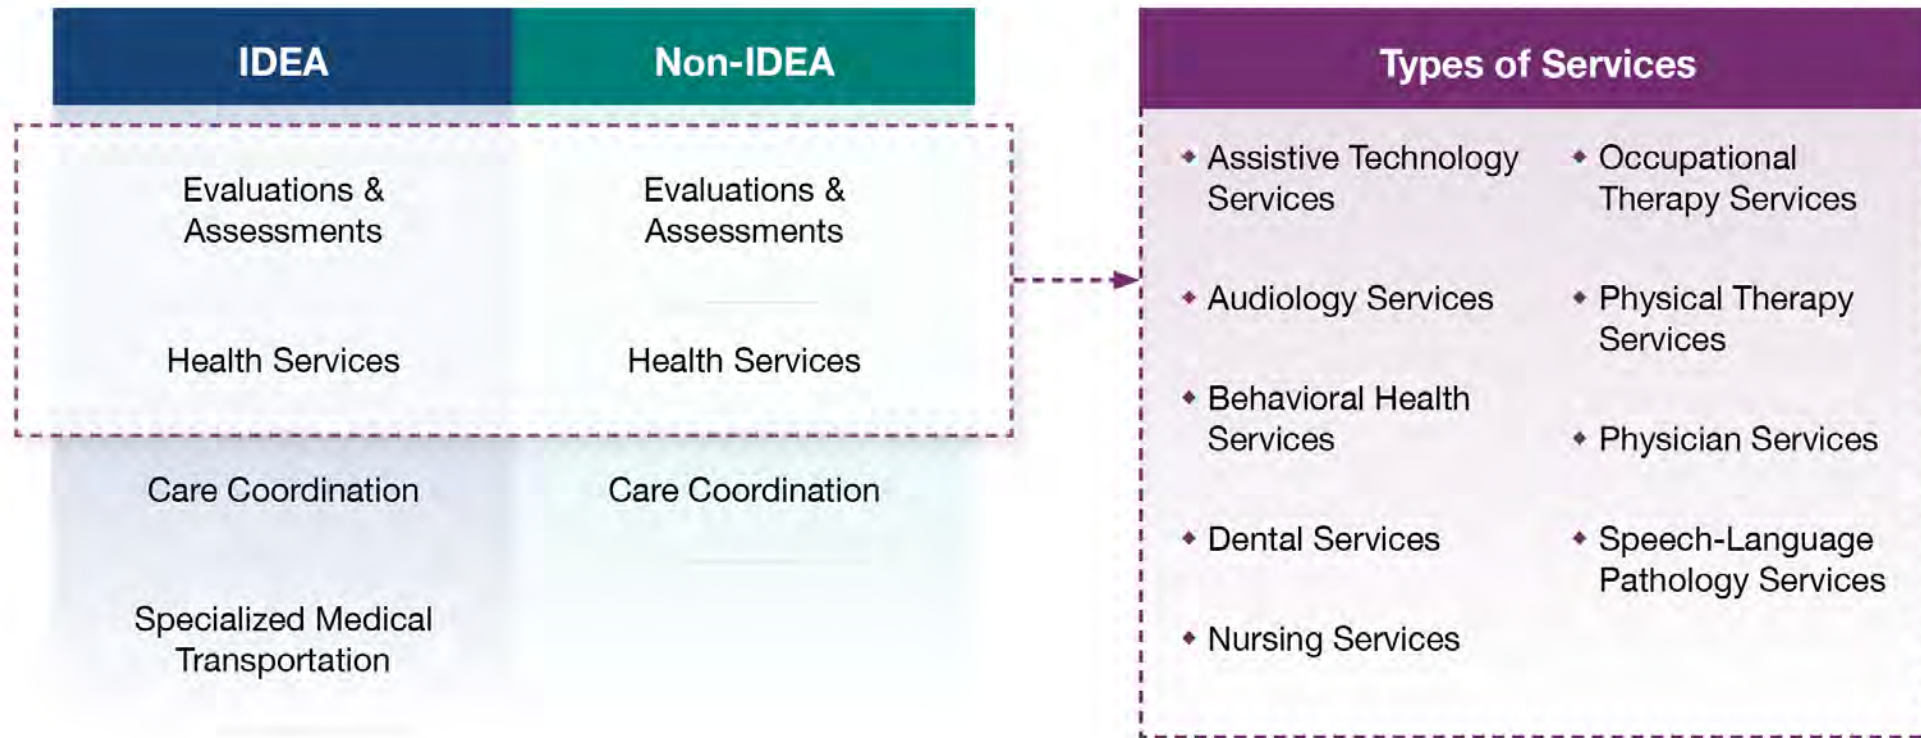 IDEA
Non-IDEA
Evaluations &
Assessments
Evaluations &
Assessments
Health Services
Health Services
Care Coordination
Care Coordination
Specialized Medical
Transportation
Types of Services
Assistive Technology
Services
Audiology Services
Behavioral Health
Services
Dental Services
Nursing Services
Occupational
Therapy Services
Physical Therapy
Services
Physician Services
Speech-Language
Pathology Services